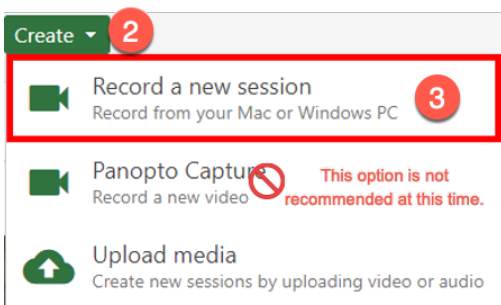 Create 2
Record a new session
Record from your Mac or Windows PC
3
Panopto Capture
Record a new video
This option is not
recommended at this time.
Upload media
Create new sessions by uploading video or audio